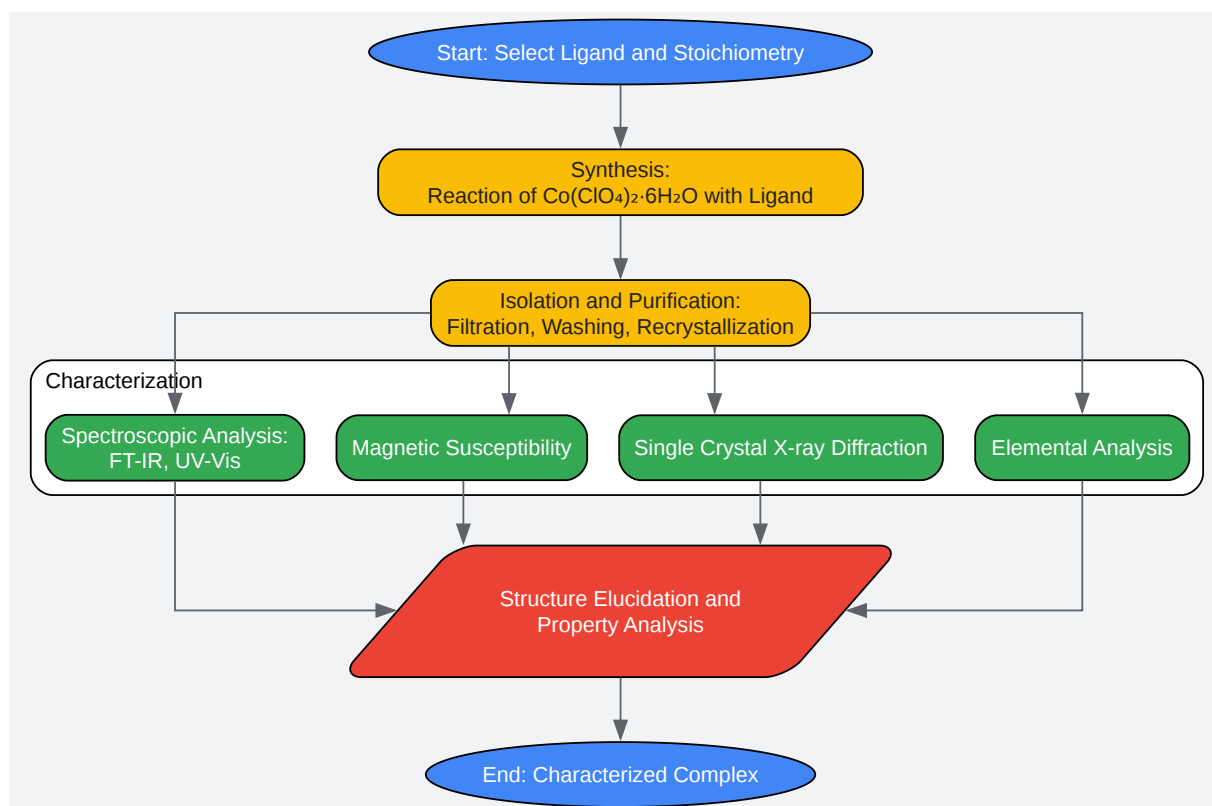 Start: Select Ligand and Stoichiometry
Synthesis:
Reaction of Co(ClO₄)₂·6H₂O with Ligand
Isolation and Purification:
Filtration, Washing, Recrystallization
Characterization
Spectroscopic Analysis:
FT-IR, UV-Vis
Magnetic Susceptibility
Single Crystal X-ray Diffraction
Elemental Analysis
Structure Elucidation and
Property Analysis
End: Characterized Complex